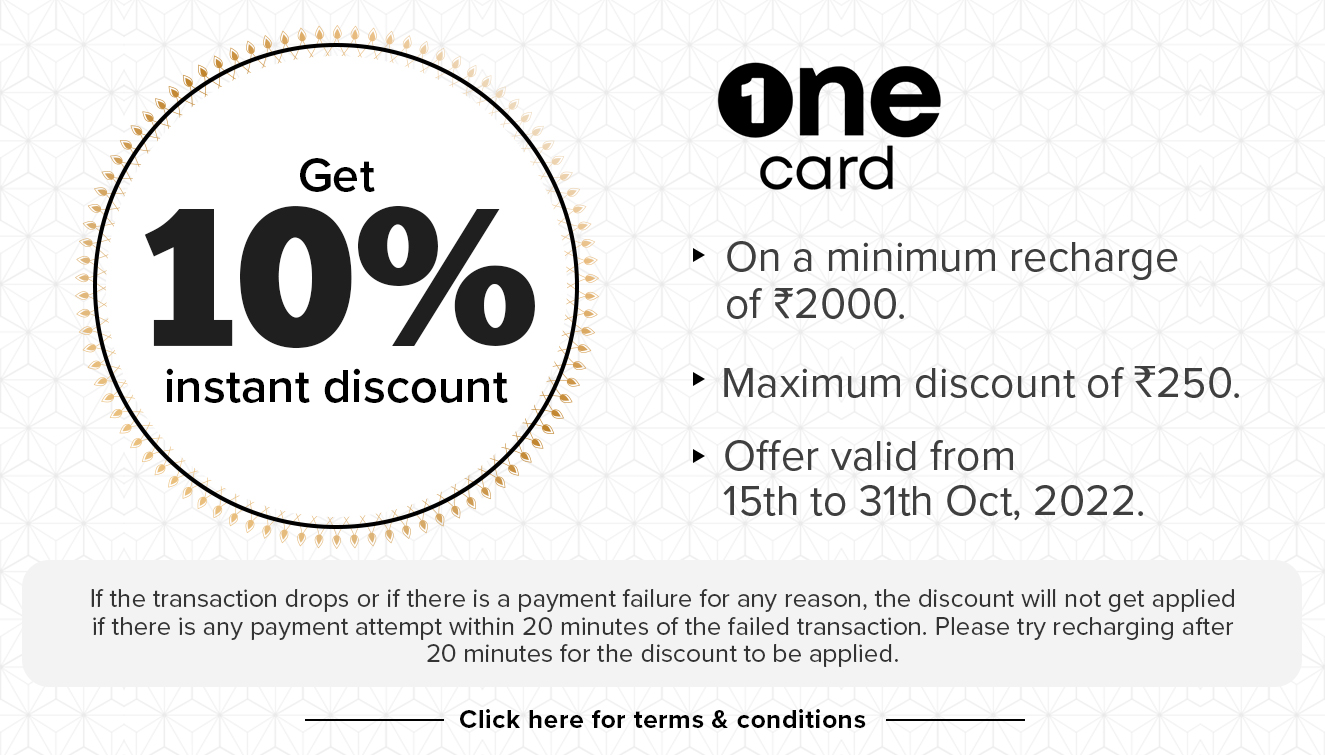 Get
10%
instant discount
1ne
card
‣ On a minimum recharge
of ₹2000.
‣ Maximum discount of ₹250.
‣ Offer valid from
15th to 31th Oct, 2022.
If the transaction drops or if there is a payment failure for any reason, the discount will not get applied
if there is any payment attempt within 20 minutes of the failed transaction. Please try recharging after
20 minutes for the discount to be applied.
Click here for terms & conditions